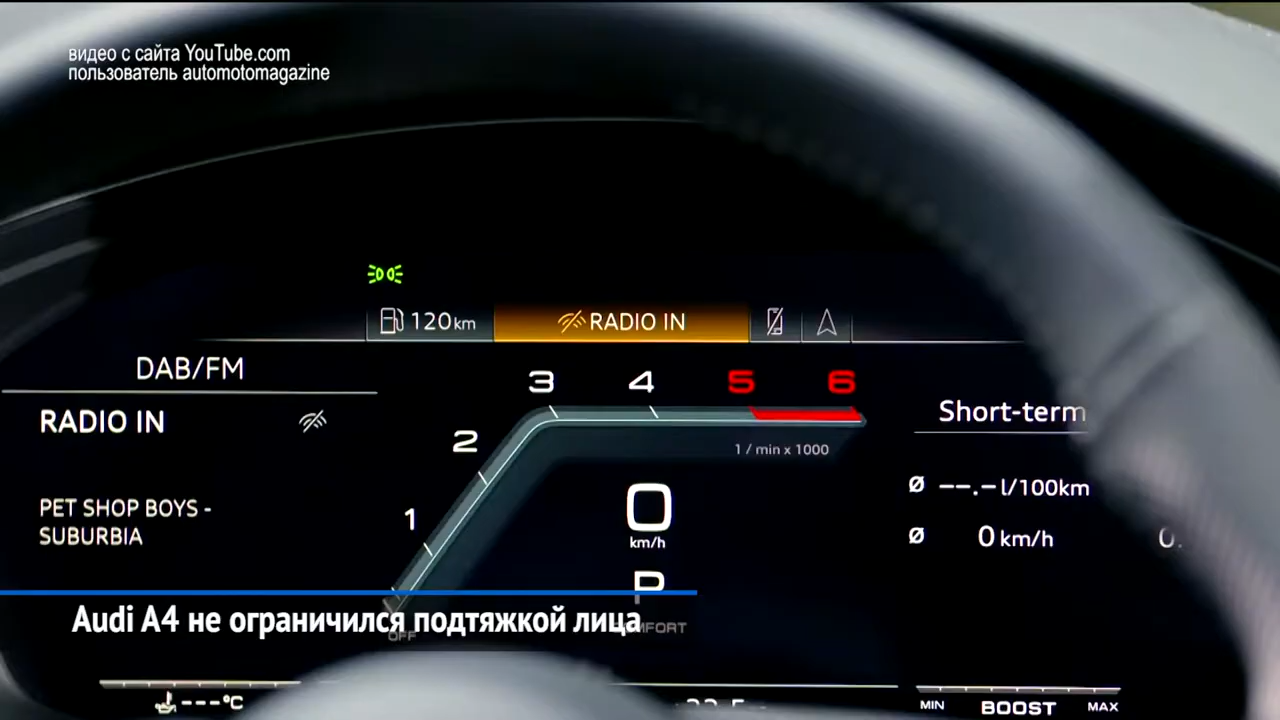 видео с сайта YouTube.com
пользователь automotomagazine
120 km
RADIO IN
DAB/FM
3 4 5 6
RADIO IN
Short-term
2
1 / min x 1000
Ø --.- l/100km
PET SHOP BOYS -
SUBURBIA
1
0
km/h
Ø 0 km/h 0.
P
Audi A4 не ограничился подтяжкой лица
OFF
---°C
MIN BOOST MAX